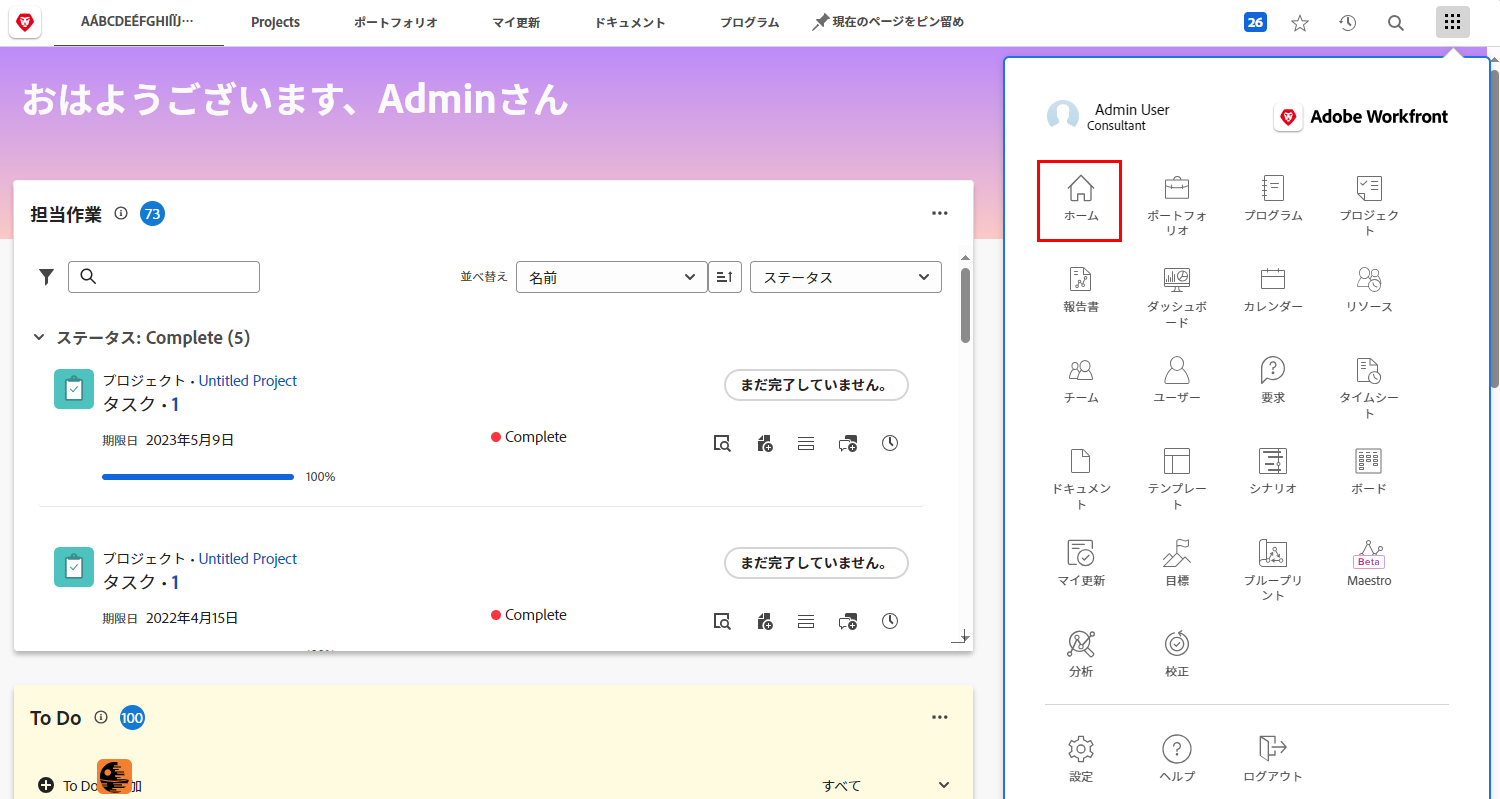 AÁBCDEÉFGHIÍĨJ···
Projects
ポートフォリオ
マイ更新
ドキュメント
プログラム
現在のページをピン留め
26
おはようございます、Adminさん
担当作業
73
並べ替え
名前
ステータス
ステータス: Complete (5)
プロジェクト • Untitled Project
タスク • 1
まだ完了していません。
期限日 2023年5月9日
Complete
100%
プロジェクト • Untitled Project
タスク • 1
まだ完了していません。
期限日 2022年4月15日
Complete
To Do
100
To Do
加
すべて
Admin User
Consultant
Adobe Workfront
ホーム
ポートフォ
リオ
プログラム
プロジェク
ト
報告書
ダッシュボ
ード
カレンダー
リソース
チーム
ユーザー
要求
タイムシー
ト
ドキュメン
ト
テンプレー
ト
シナリオ
ボード
マイ更新
目標
ブループリ
ント
Beta
Maestro
分析
校正
設定
ヘルプ
ログアウト